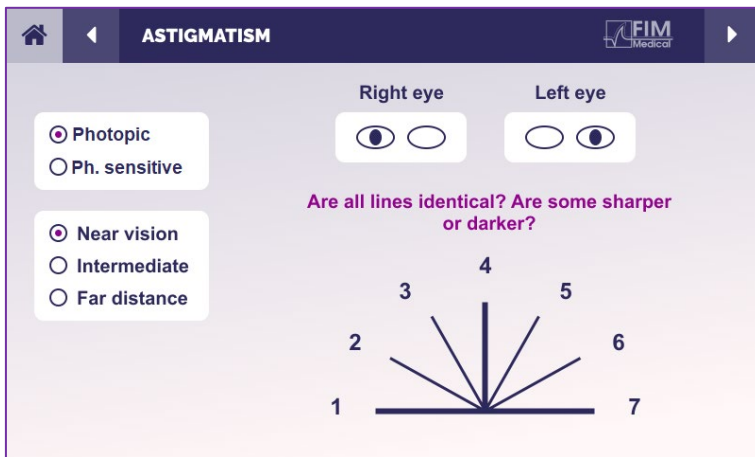 ASTIGMATISM
FIM
Medical
Right eye
Left eye
Photopic
Ph. sensitive
Near vision
Intermediate
Far distance
Are all lines identical? Are some sharper
or darker?
4
3
5
2
6
1
7